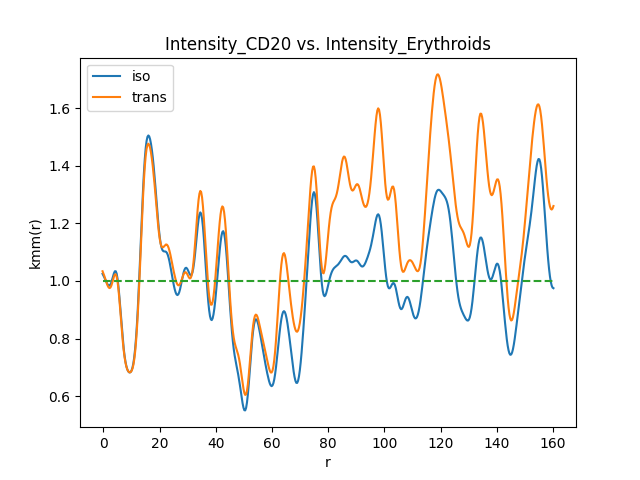 Intensity_CD20 vs. Intensity_Erythroids
iso
trans
kmm(r)
1.6
1.4
1.2
1.0
0.8
0.6
0 20 40 60 80 100 120 140 160
r